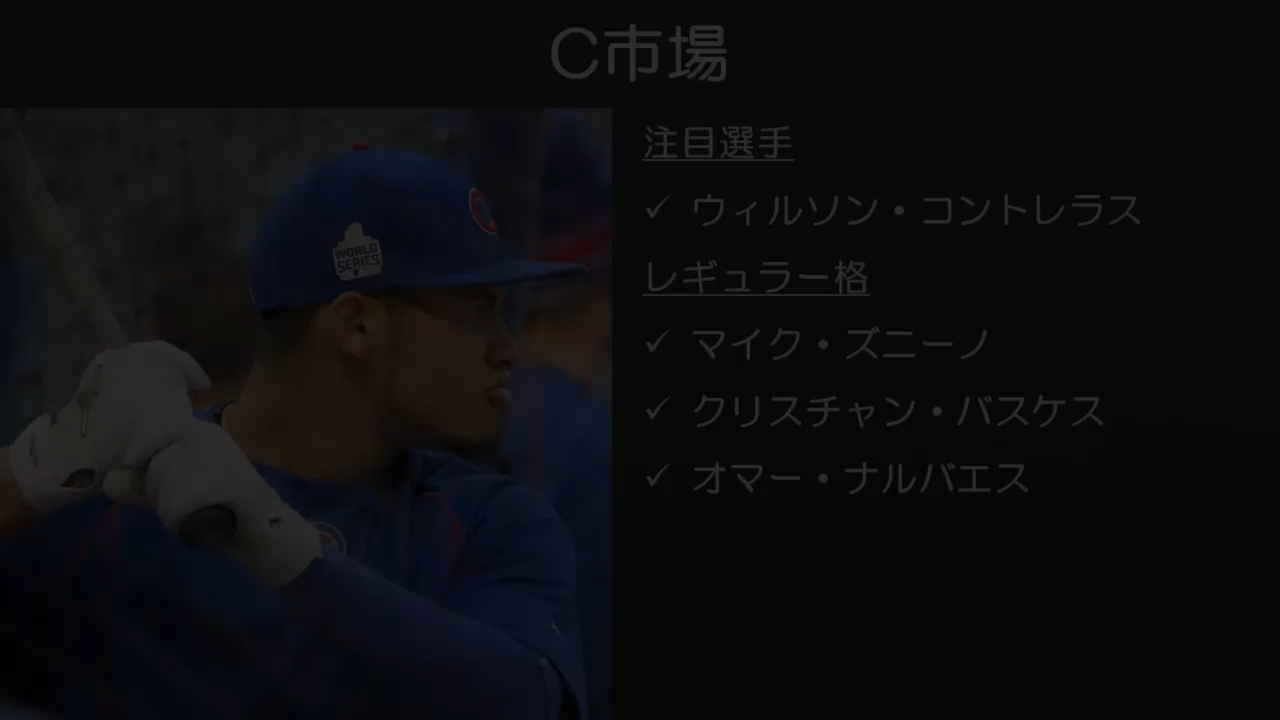 C市場
注目選手
✓ ウィルソン・コントレラス
レギュラー格
✓ マイク・ズニーノ
✓ クリスチャン・バスケス
✓ オマー・ナルバエス
WORLD
SERIES